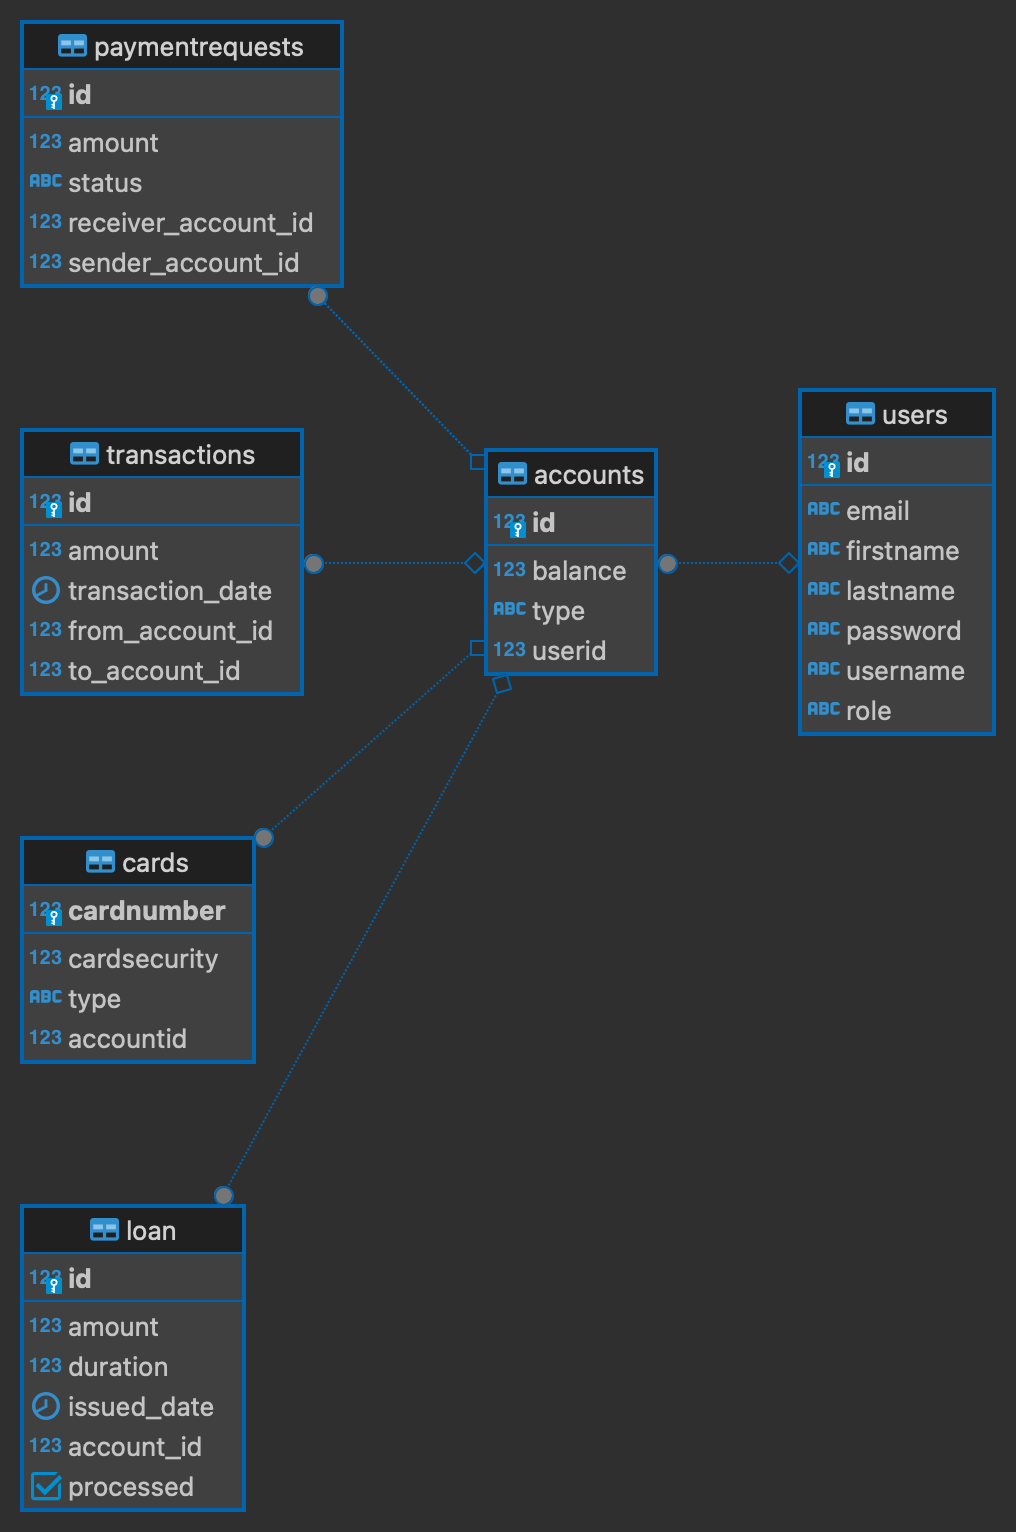 paymentrequests
123 id
123 amount
ABC status
123 receiver_account_id
123 sender_account_id
transactions
123 id
123 amount
transaction_date
123 from_account_id
123 to_account_id
accounts
123 id
123 balance
ABC type
123 userid
users
123 id
ABC email
ABC firstname
ABC lastname
ABC password
ABC username
ABC role
cards
123 cardnumber
123 cardsecurity
ABC type
123 accountid
loan
123 id
123 amount
123 duration
issued_date
123 account_id
processed